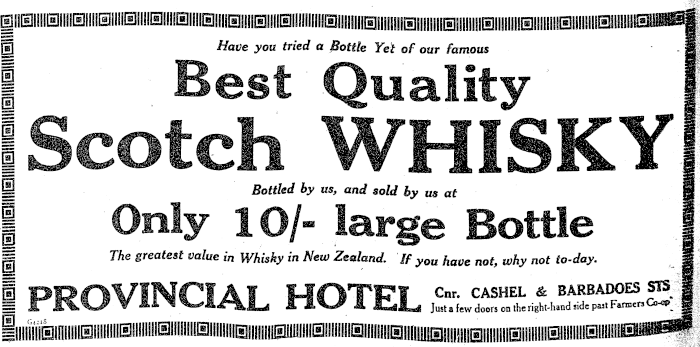 Have you tried a Bottle Yet of our famous
Best Quality
Scotch WHISKY
Bottled by us, and sold by us at
Only 10/- large Bottle
The greatest value in Whisky in New Zealand. If you have not, why not to-day.
PROVINCIAL HOTEL
Cnr. CASHEL & BARBADOES STS
Just a few doors on the right-hand side past Farmers Co-op
G1215